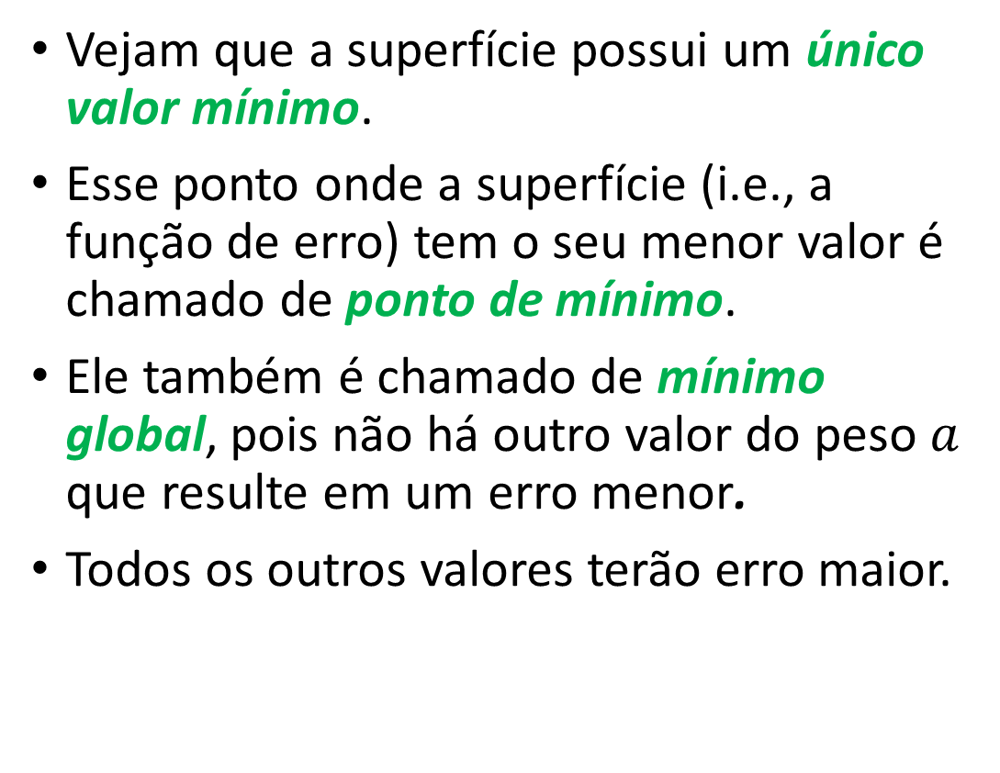 • Vejam que a superfície possui um único
valor mínimo.
• Esse ponto onde a superfície (i.e., a
função de erro) tem o seu menor valor é
chamado de ponto de mínimo.
• Ele também é chamado de mínimo
global, pois não há outro valor do peso 𝑎
que resulte em um erro menor.
• Todos os outros valores terão erro maior.